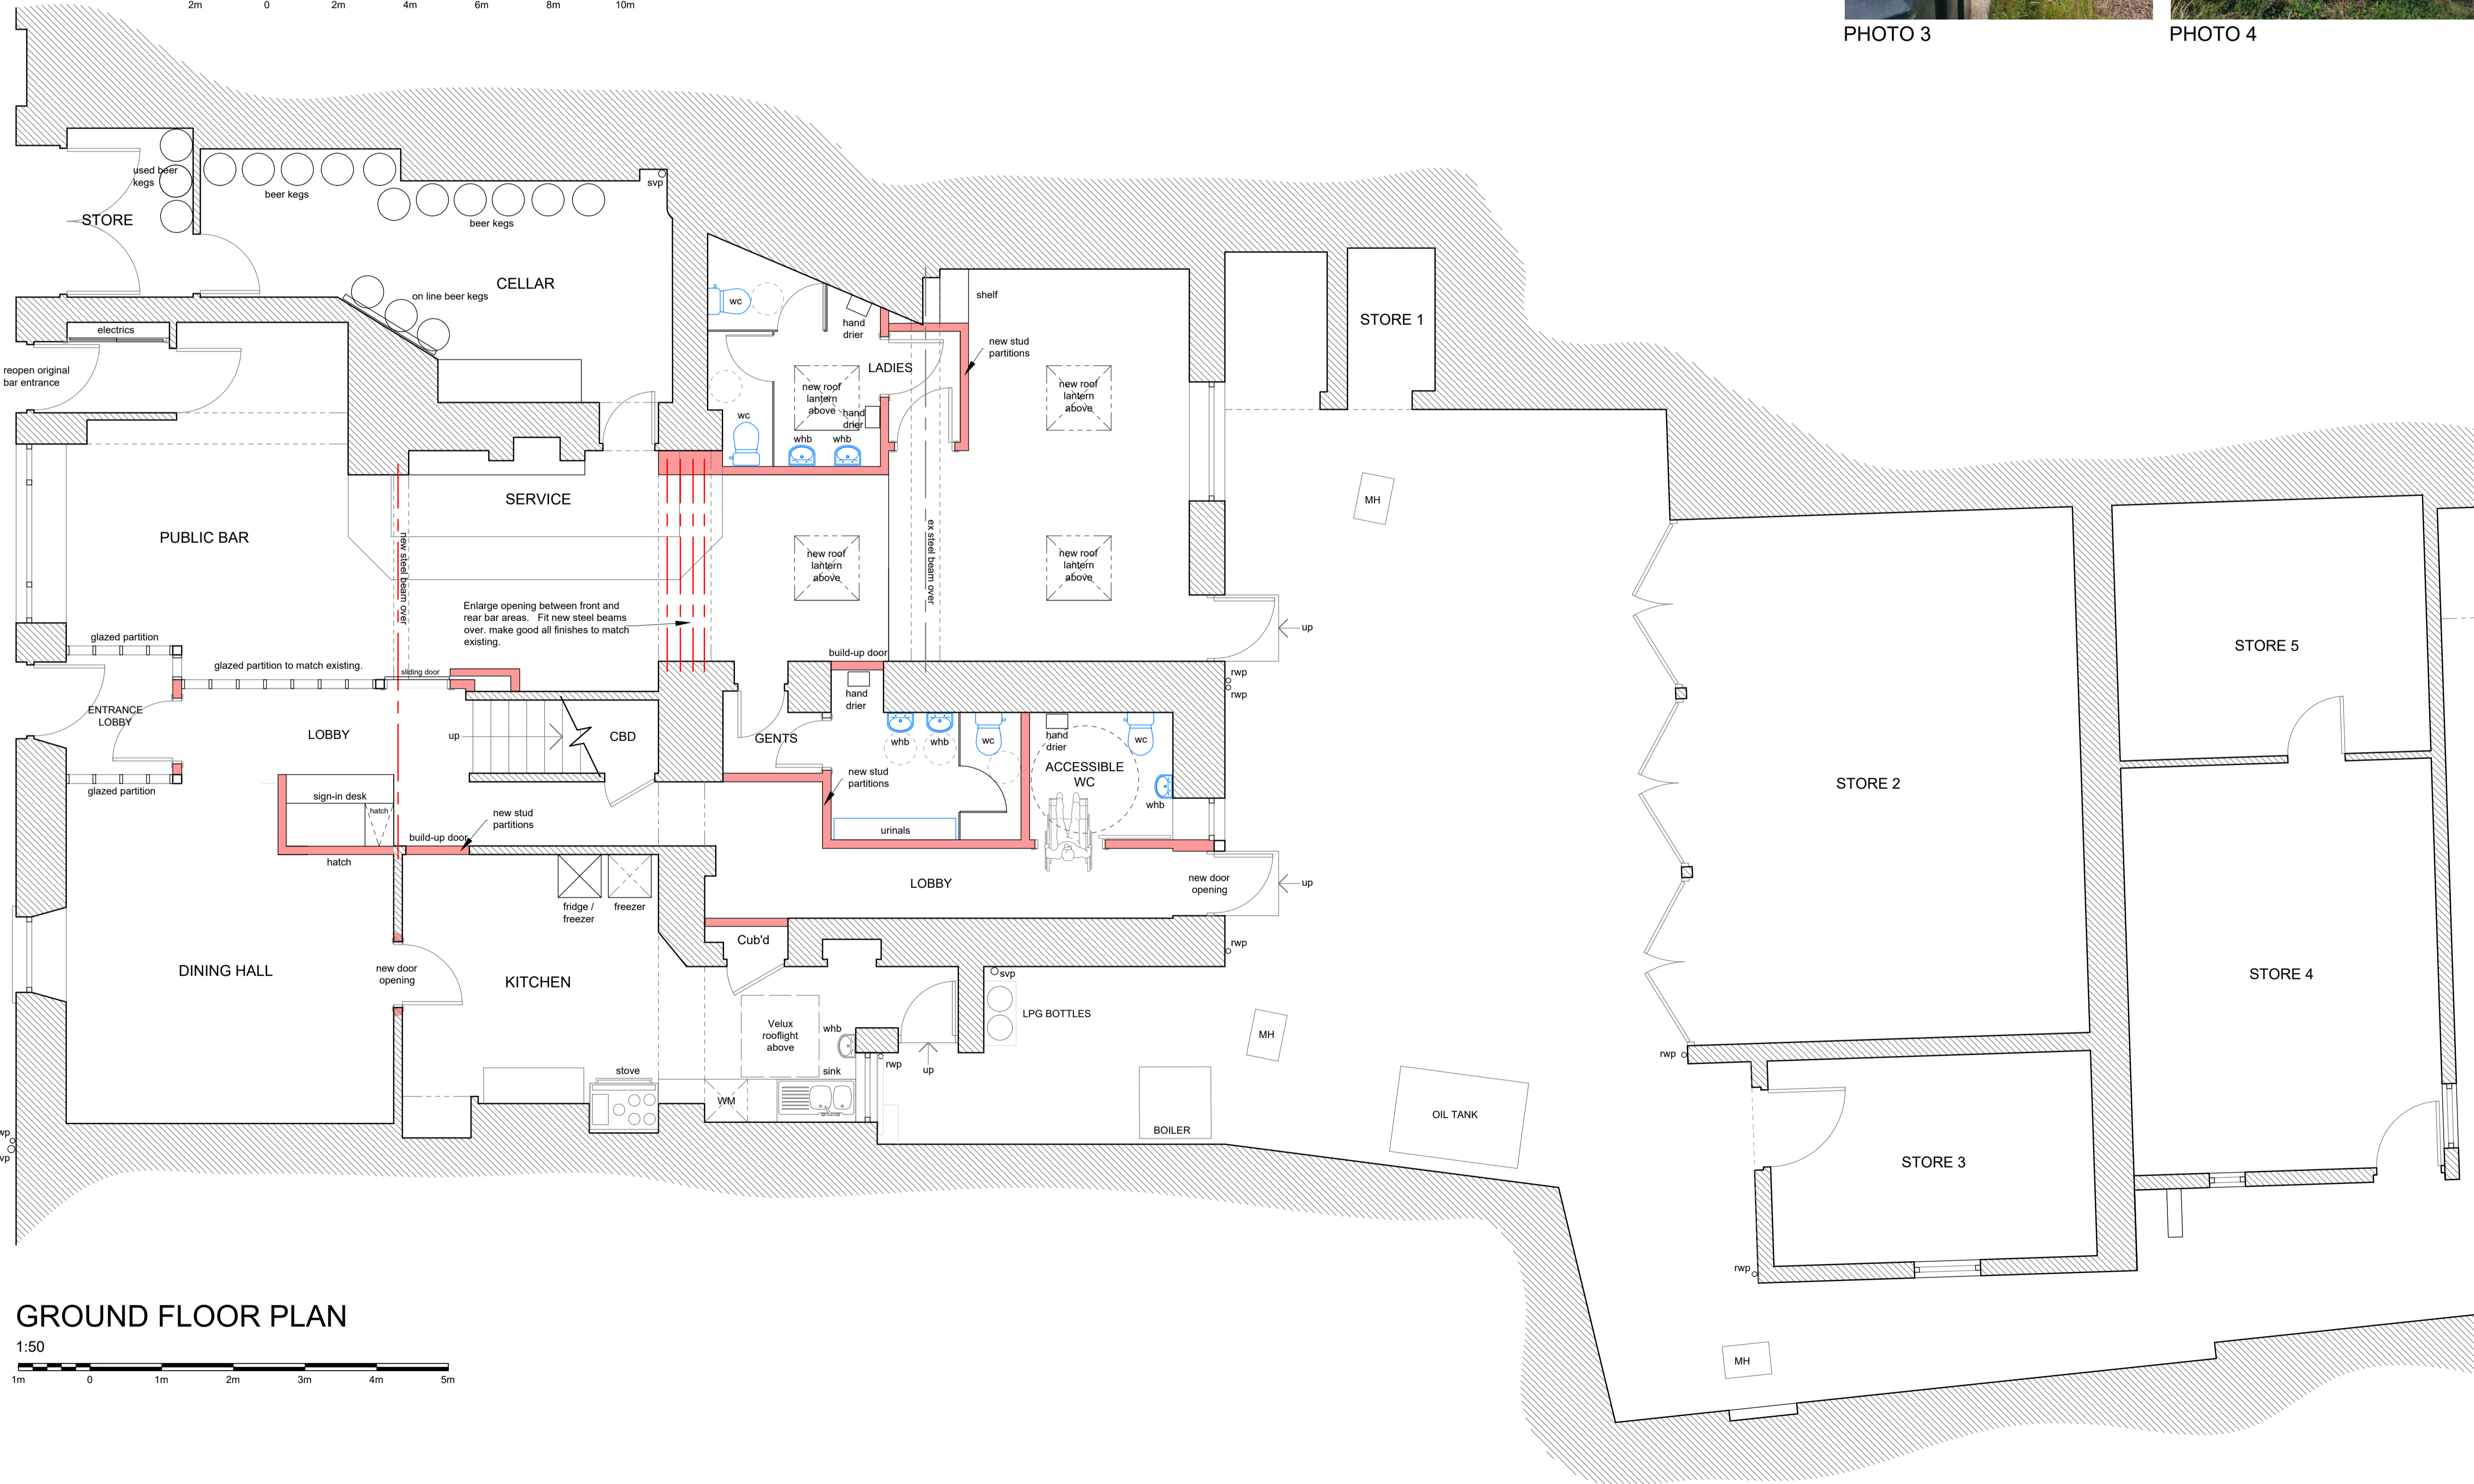 2m 0 2m 4m 6m 8m 10m
PHOTO 3
PHOTO 4
used beer
kegs
STORE
beer kegs
beer kegs
svp
CELLAR
on line beer kegs
electrics
reopen original
bar entrance
wc
hand
drier
LADIES
new roof
lantern
above
hand
drier
wc
whb
whb
shelf
new stud
partitions
new roof
lantern
above
STORE 1
MH
SERVICE
PUBLIC BAR
new steel beam over
ex steel beam over
new roof
lantern
above
new roof
lantern
above
Enlarge opening between front and
rear bar areas. Fit new steel beams
over. make good all finishes to match
existing.
up
glazed partition
glazed partition to match existing.
sliding door
build-up door
hand
drier
rwp
rwp
ENTRANCE
LOBBY
LOBBY
up
CBD
GENTS
whb
whb
wc
hand
drier
wc
ACCESSIBLE
WC
whb
new stud
partitions
urinals
glazed partition
sign-in desk
hatch
new stud
partitions
build-up door
hatch
LOBBY
new door
opening
up
fridge /
freezer
freezer
Cub'd
rwp
DINING HALL
new door
opening
KITCHEN
svp
LPG BOTTLES
Velux
rooflight
above
whb
rwp
up
sink
stove
WM
MH
BOILER
OIL TANK
STORE 2
STORE 5
STORE 4
rwp
STORE 3
rwp
MH
wp
vp
GROUND FLOOR PLAN
1:50
1m 0 1m 2m 3m 4m 5m